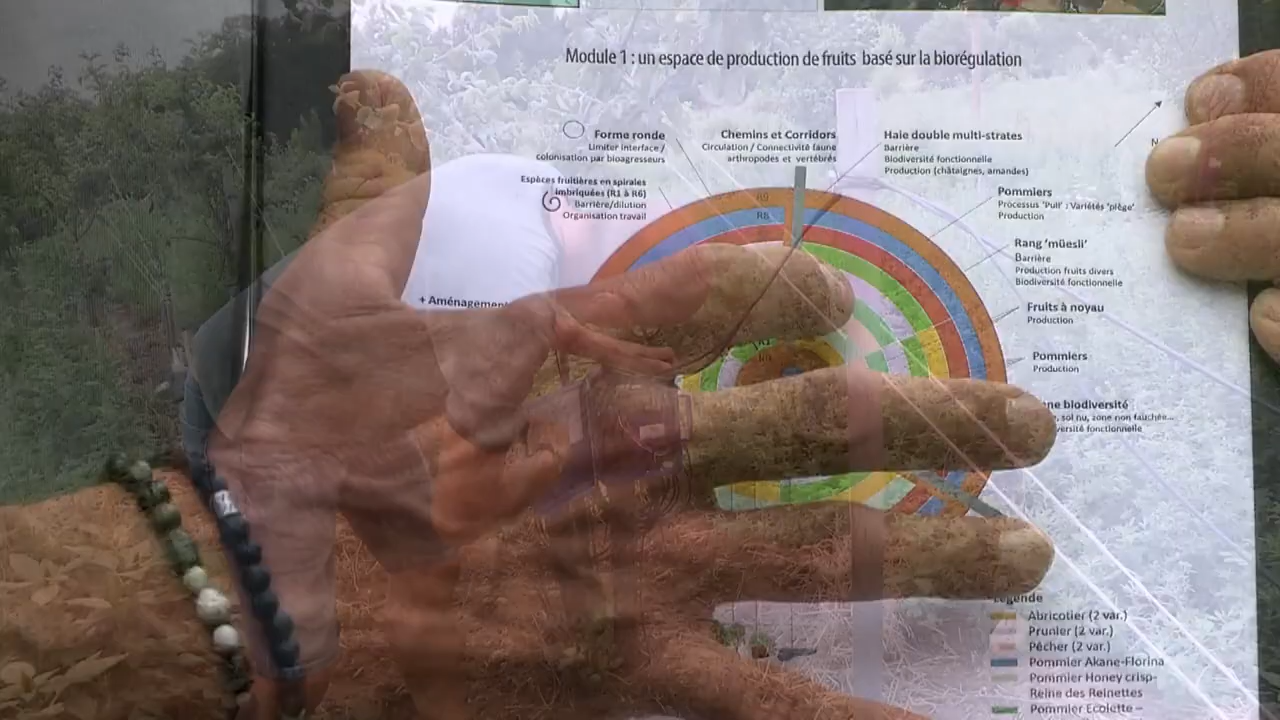 Module 1 : un espace de production de fruits basé sur la biorégulation
Forme ronde
Limiter interface /
colonisation par bioagresseurs
Chemins et Corridors
Circulation / Connectivité faune
arthropodes et vertébrés
Haie double multi-strates
Barrière
Biodiversité fonctionnelle
Production (châtaignes, amandes)
N
Espèces fruitières en spirales
imbriquées (R1 à R6)
Barrière/dilution
Organisation travail
Pommiers
Processus 'Pull' : Variétés 'piège'
Production
R9
R8
Rang 'müesli'
Barrière
Production fruits divers
Biodiversité fonctionnelle
+ Aménagement
Fruits à noyau
Production
Pommiers
Production
biodiversité
sol nu, zone non fauchée...
fonctionnelle
Légende
Abricotier (2 var.)
Prunier (2 var.)
Pêcher (2 var.)
Pommier Akane-Florina
Pommier Honey crisp-
Reine des Reinettes
Pommier Ecolette –